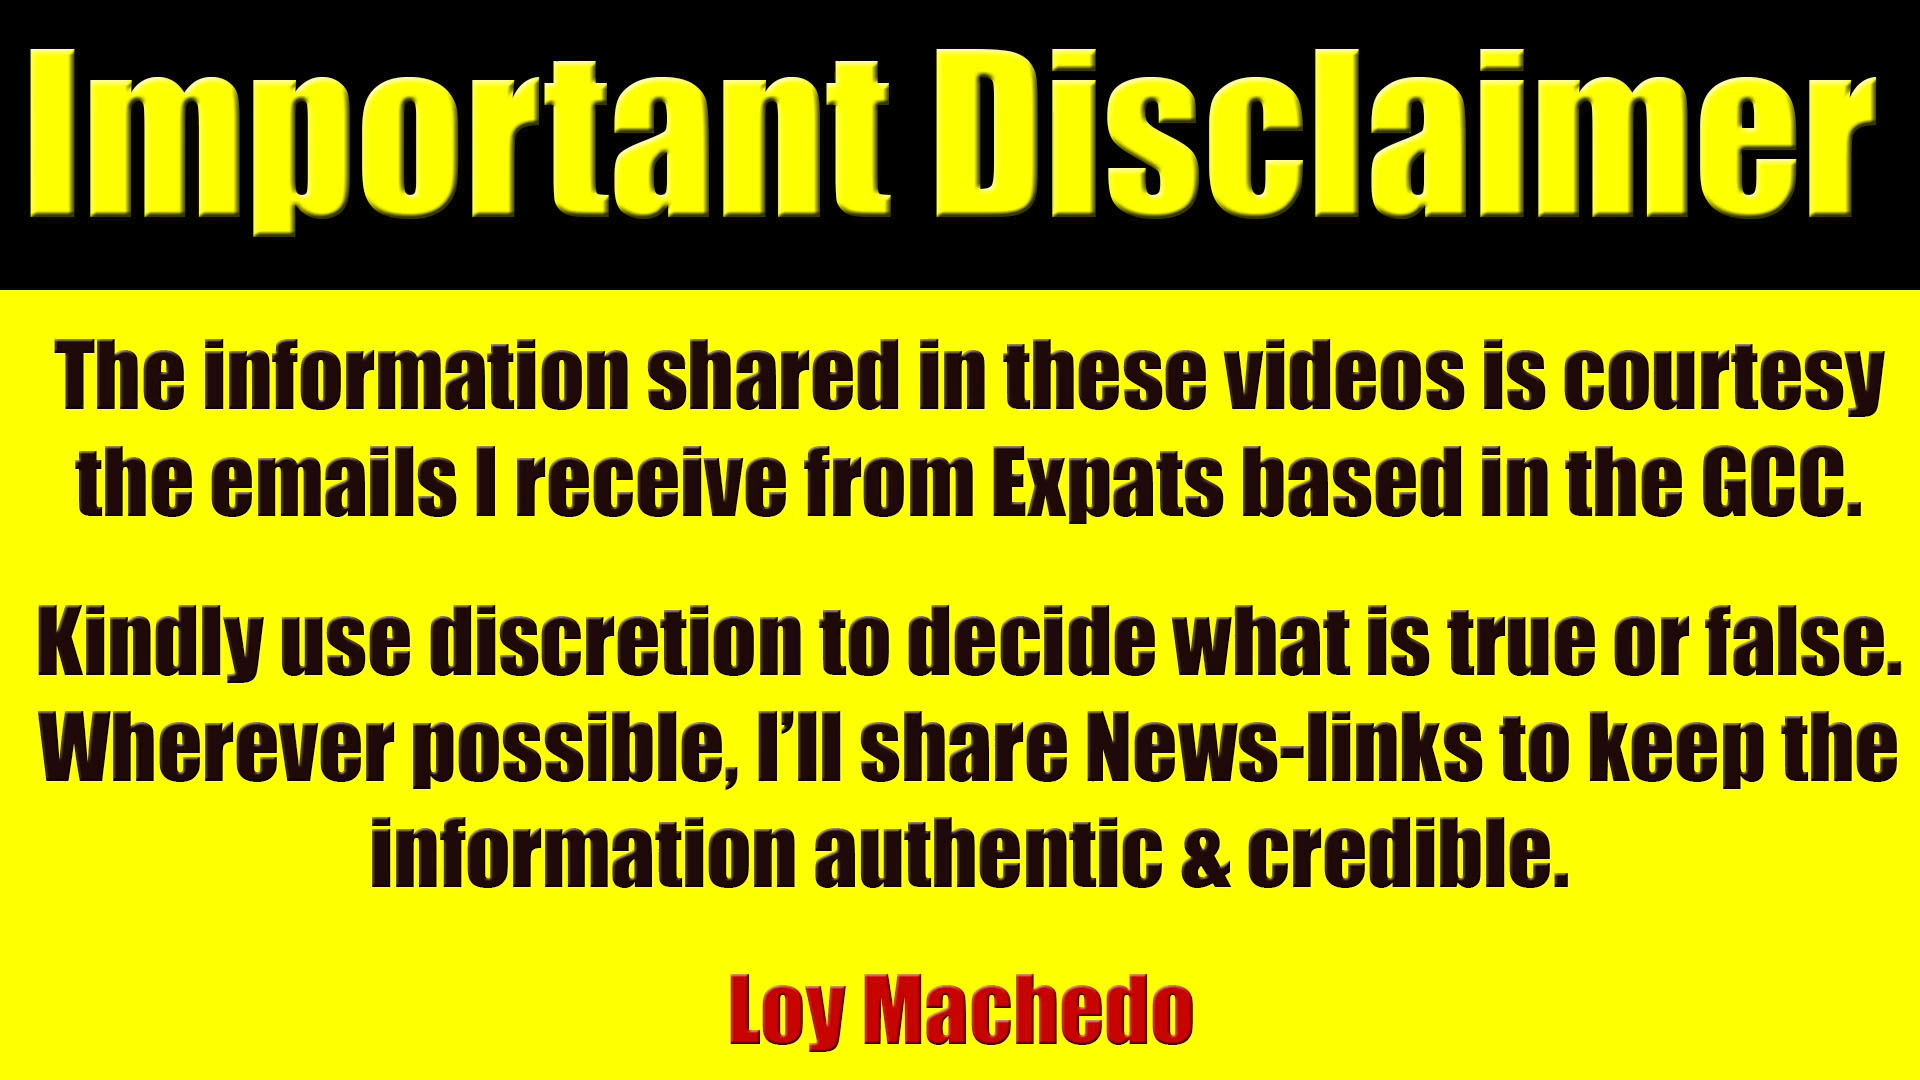 Important Disclaimer
The information shared in these videos is courtesy
the emails I receive from Expats based in the GCC.
Kindly use discretion to decide what is true or false.
Wherever possible, I’ll share News-links to keep the
information authentic & credible.
Loy Machedo